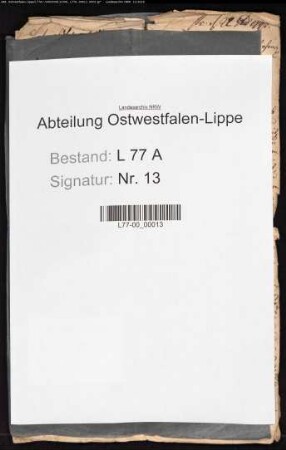 Landesarchiv NRW
Abteilung Ostwestfalen-Lippe
Bestand: L 77 A
Signatur: Nr. 13
L77-00_00013